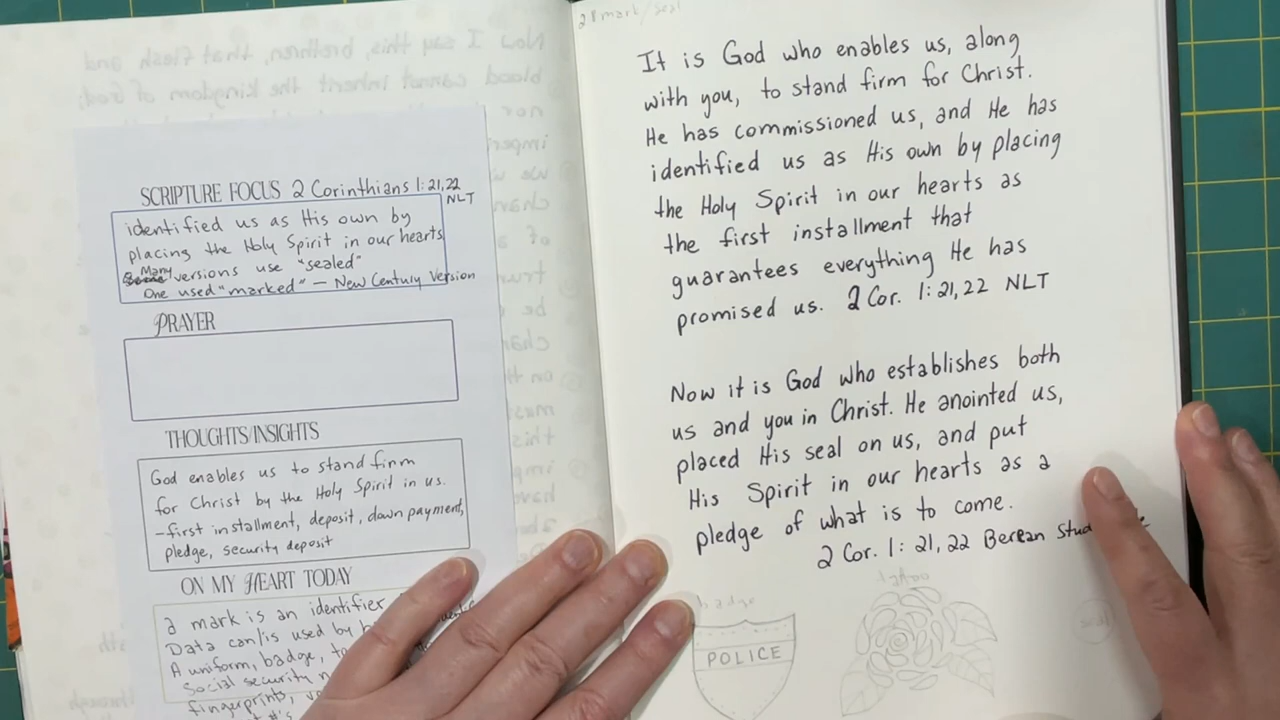 SCRIPTURE FOCUS 2 Corinthians 1:21,22
NLT
identified us as His own by
placing the Holy Spirit in our hearts
Many versions use "sealed"
One used "marked" — New Century Version
PRAYER
THOUGHTS/INSIGHTS
God enables us to stand firm
for Christ by the Holy Spirit in us.
-first installment, deposit, down payment,
pledge, security deposit
ON MY HEART TODAY
a mark is an identifier
Data can/is used by
A uniform, badge,
Social security
fingerprints,
28 mark/seal
It is God who enables us, along
with you, to stand firm for Christ.
He has commissioned us, and He has
identified us as His own by placing
the Holy Spirit in our hearts as
the first installment that
guarantees everything He has
promised us. 2 Cor. 1:21,22 NLT
Now it is God who establishes both
us and you in Christ. He anointed us,
placed His seal on us, and put
His Spirit in our hearts as a
pledge of what is to come.
2 Cor. 1: 21, 22 Berean
badge
POLICE